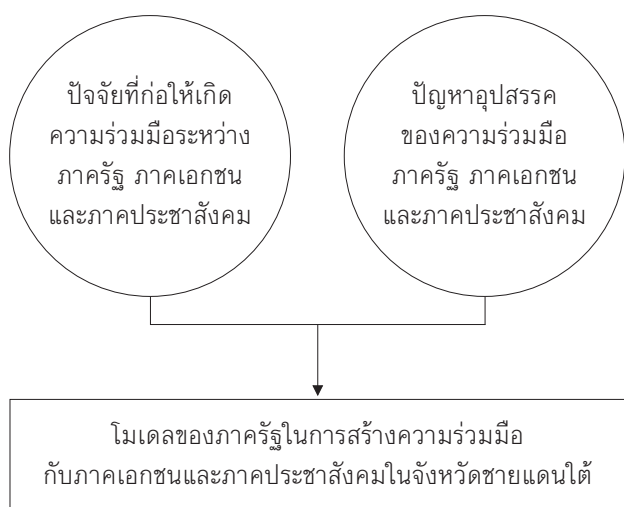 ปัจจัยที่ก่อให้เกิด
ความร่วมมือระหว่าง
ภาครัฐ ภาคเอกชน
และภาคประชาสังคม
ปัญหาอุปสรรค
ของความร่วมมือ
ภาครัฐ ภาคเอกชน
และภาคประชาสังคม
โมเดลของภาครัฐในการสร้างความร่วมมือ
กับภาคเอกชนและภาคประชาสังคมในจังหวัดชายแดนใต้